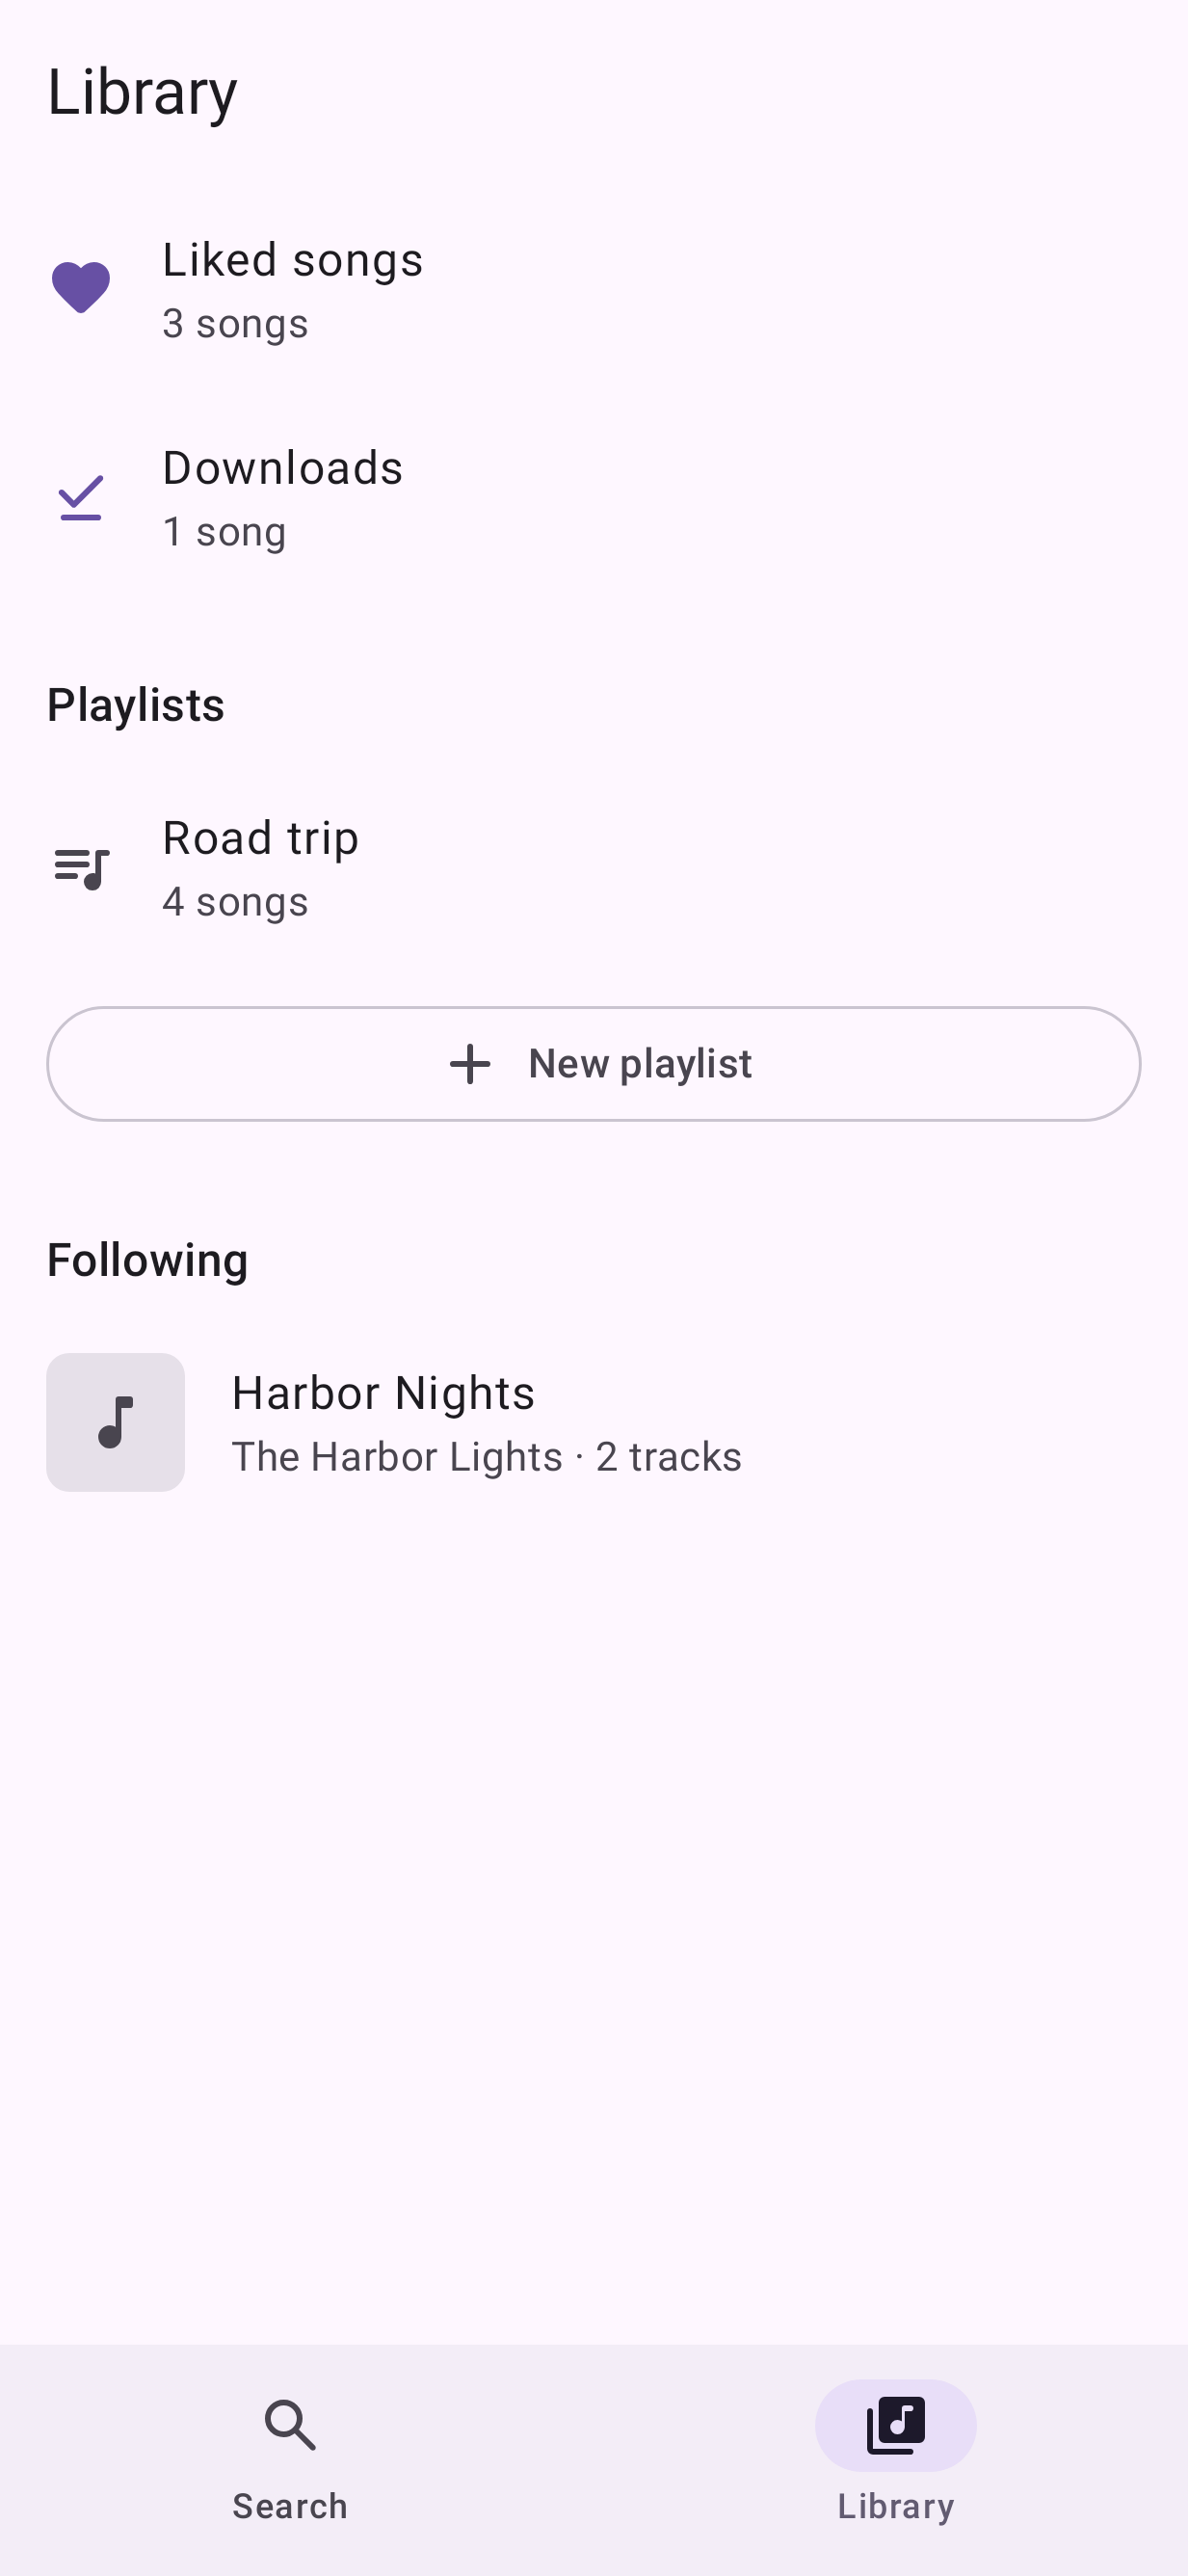 Library
Liked songs
3 songs
Downloads
1 song
Playlists
Road trip
4 songs
New playlist
Following
Harbor Nights
The Harbor Lights · 2 tracks
Search
Library